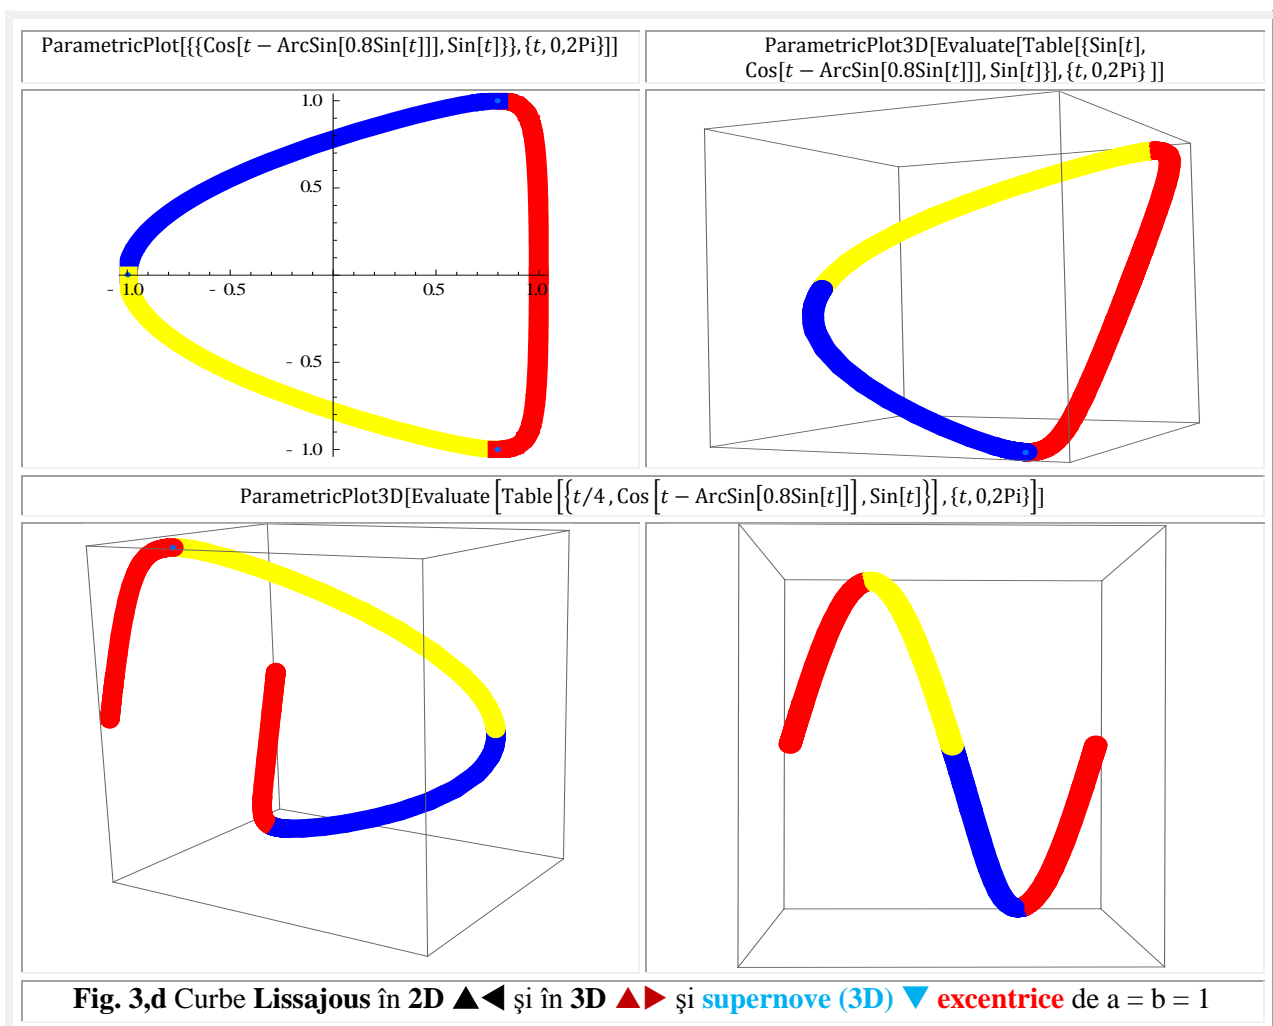 ParametricPlot[{{Cos[t − ArcSin[0.8Sin[t]]], Sin[t]}}, {t, 0,2Pi}]]
ParametricPlot3D[Evaluate[Table[{Sin[t],
Cos[t − ArcSin[0.8Sin[t]]], Sin[t]}], {t, 0,2Pi} ]]
1.0
0.5
- 1.0
- 0.5
0.5
1.0
- 0.5
- 1.0
ParametricPlot3D[Evaluate [Table [{t/4 , Cos [t − ArcSin[0.8Sin[t]]] , Sin[t]}] , {t, 0,2Pi}]]
Fig. 3,d Curbe Lissajous în 2D ▲◄ şi în 3D ▲► şi supernove (3D) ▼ excentrice de a = b = 1